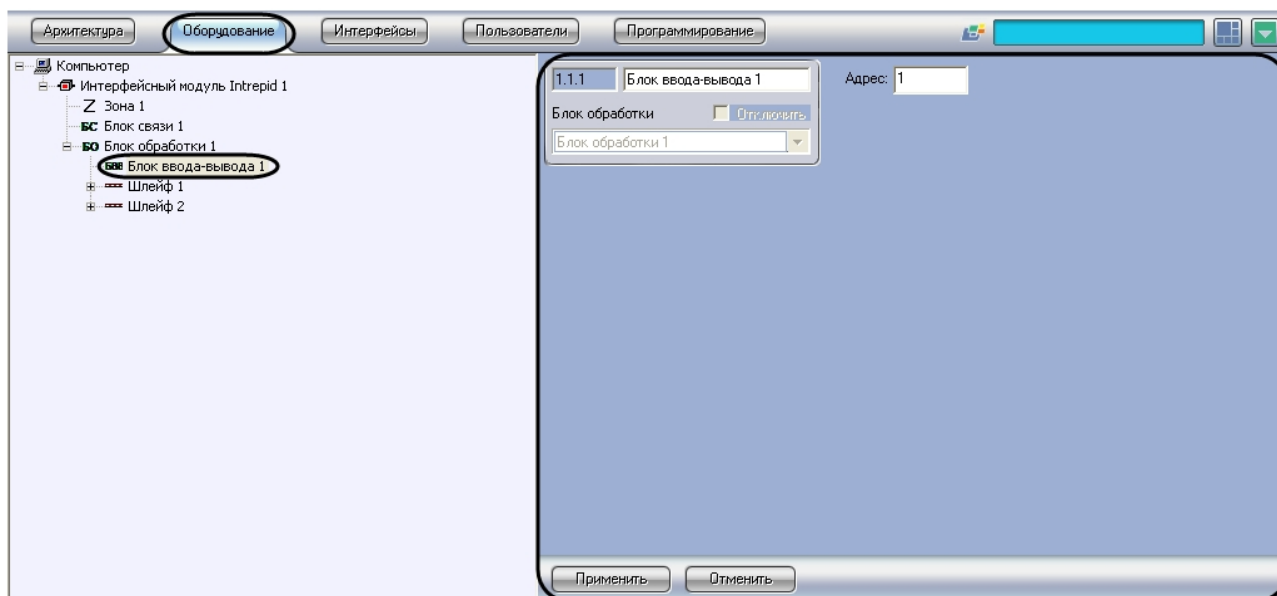 Архитектура Оборудование Интерфейсы Пользователи Программирование
Компьютер
Интерфейсный модуль Intrepid 1
Z Зона 1
БС Блок связи 1
БО Блок обработки 1
БВВ Блок ввода-вывода 1
Шлейф 1
Шлейф 2
1.1.1 Блок ввода-вывода 1 Адрес: 1
Блок обработки Отключить
Блок обработки 1
Применить Отменить